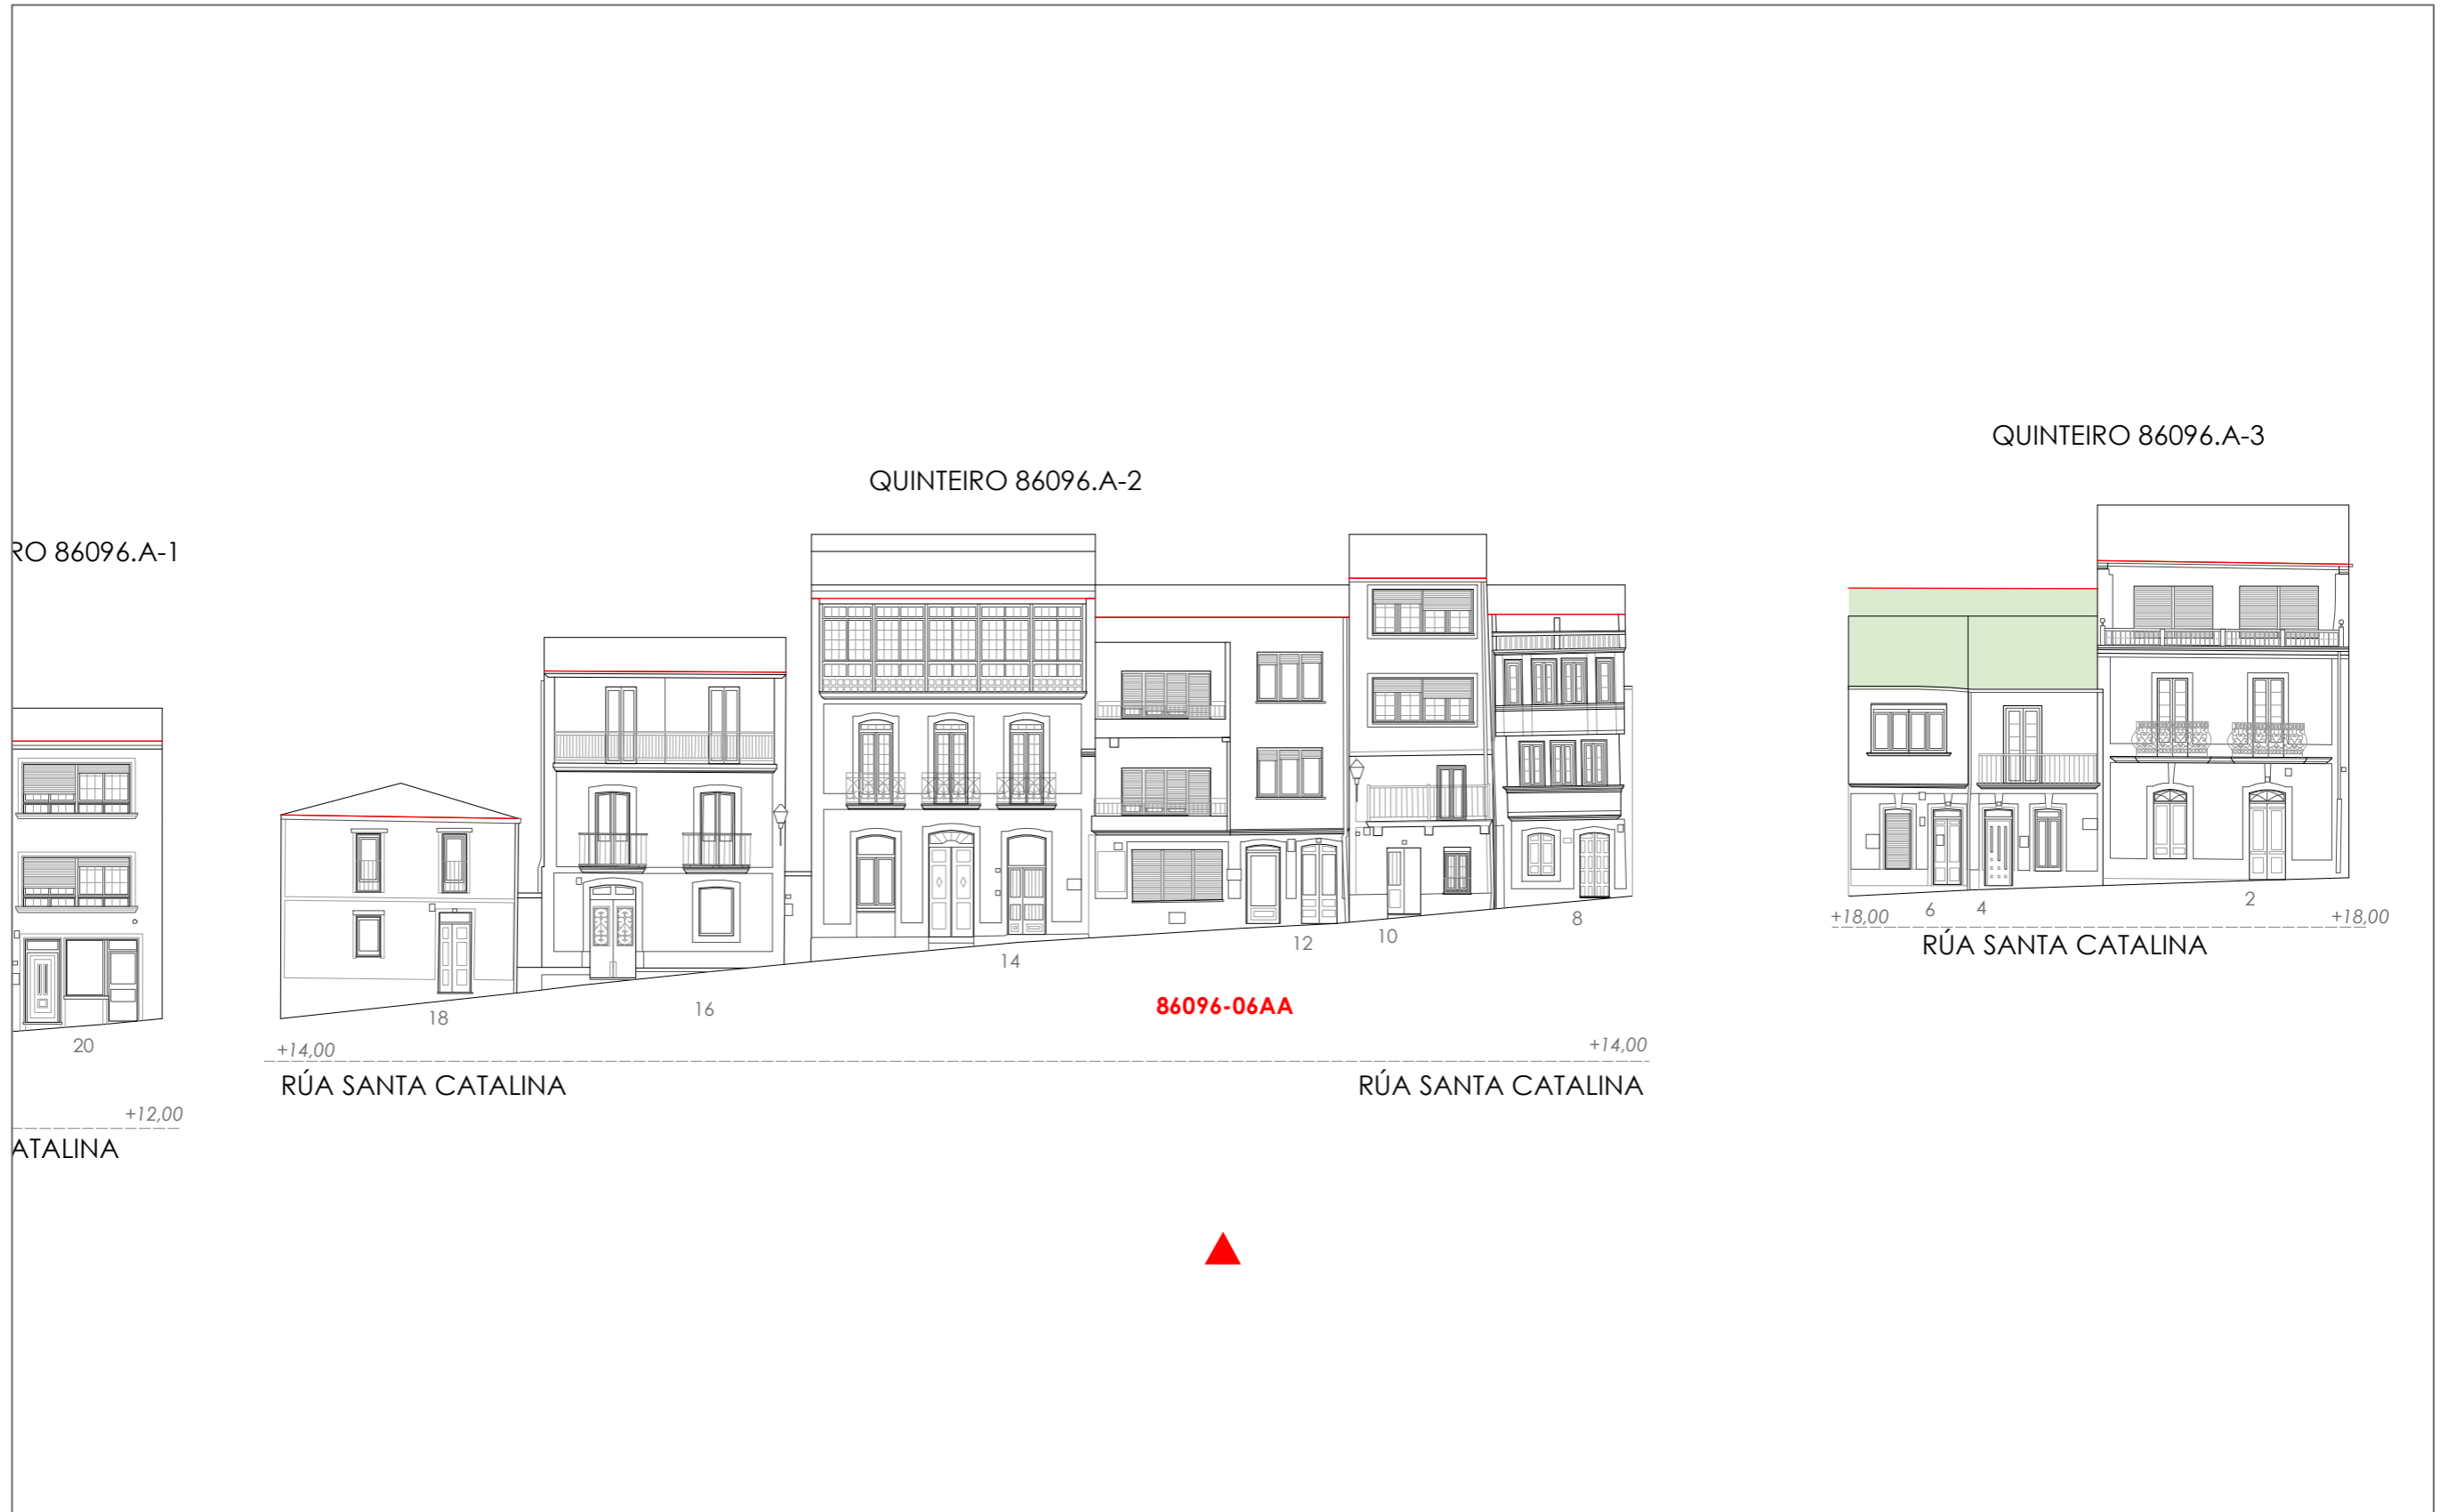 QUINTEIRO 86096.A-3
QUINTEIRO 86096.A-2
RO 86096.A-1
2
6
4
8
+18,00
+18,00
10
12
RÚA SANTA CATALINA
14
16
86096-06AA
18
20
+14,00
+14,00
RÚA SANTA CATALINA
RÚA SANTA CATALINA
+12,00
ATALINA